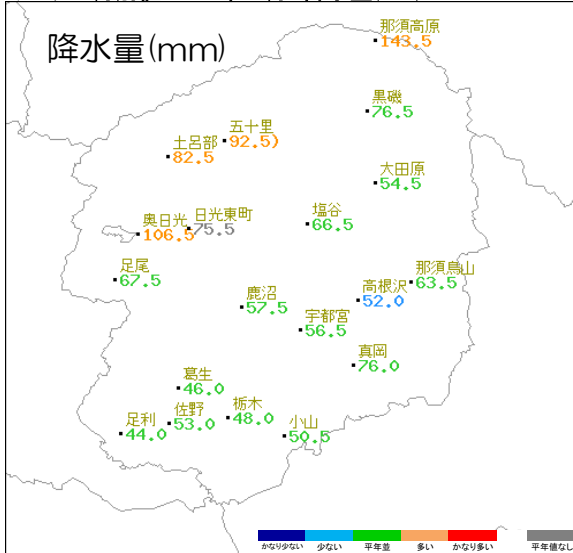 降水量(mm)
那須高原
143.5
黒磯
76.5
五十里
92.5)
土呂部
82.5
大田原
54.5
奥日光
106.5
日光東町
75.5
塩谷
66.5
足尾
67.5
那須烏山
63.5
高根沢
52.0
鹿沼
57.5
宇都宮
56.5
真岡
76.0
葛生
46.0
佐野
53.0
栃木
48.0
足利
44.0
小山
50.5
かなり少ない 少ない 平年並 多い かなり多い 平年値なし